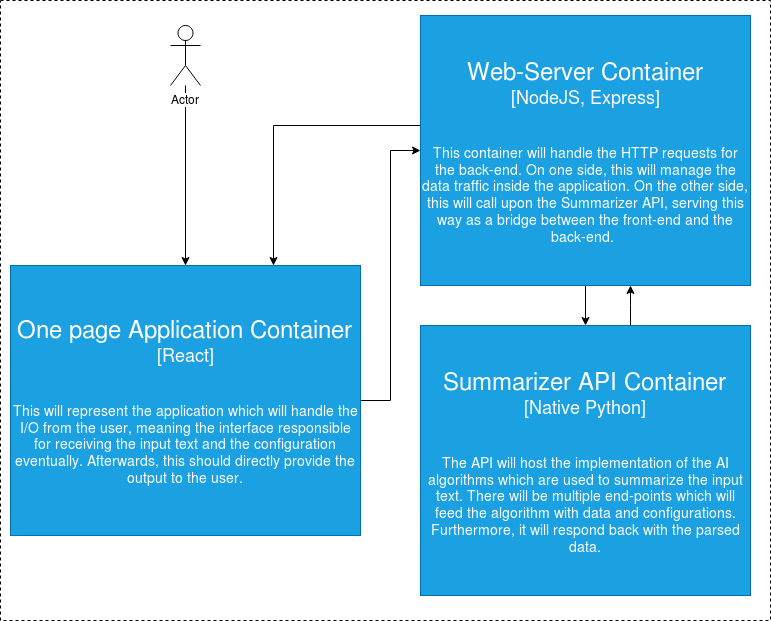 Actor
Web-Server Container
[NodeJS, Express]
This container will handle the HTTP requests for
the back-end. On one side, this will manage the
data traffic inside the application. On the other side,
this will call upon the Summarizer API, serving this
way as a bridge between the front-end and the
back-end.
One page Application Container
[React]
This will represent the application which will handle the
I/O from the user, meaning the interface responsible
for receiving the input text and the configuration
eventually. Afterwards, this should directly provide the
output to the user.
Summarizer API Container
[Native Python]
The API will host the implementation of the AI
algorithms which are used to summarize the input
text. There will be multiple end-points which will
feed the algorithm with data and configurations.
Furthermore, it will respond back with the parsed
data.